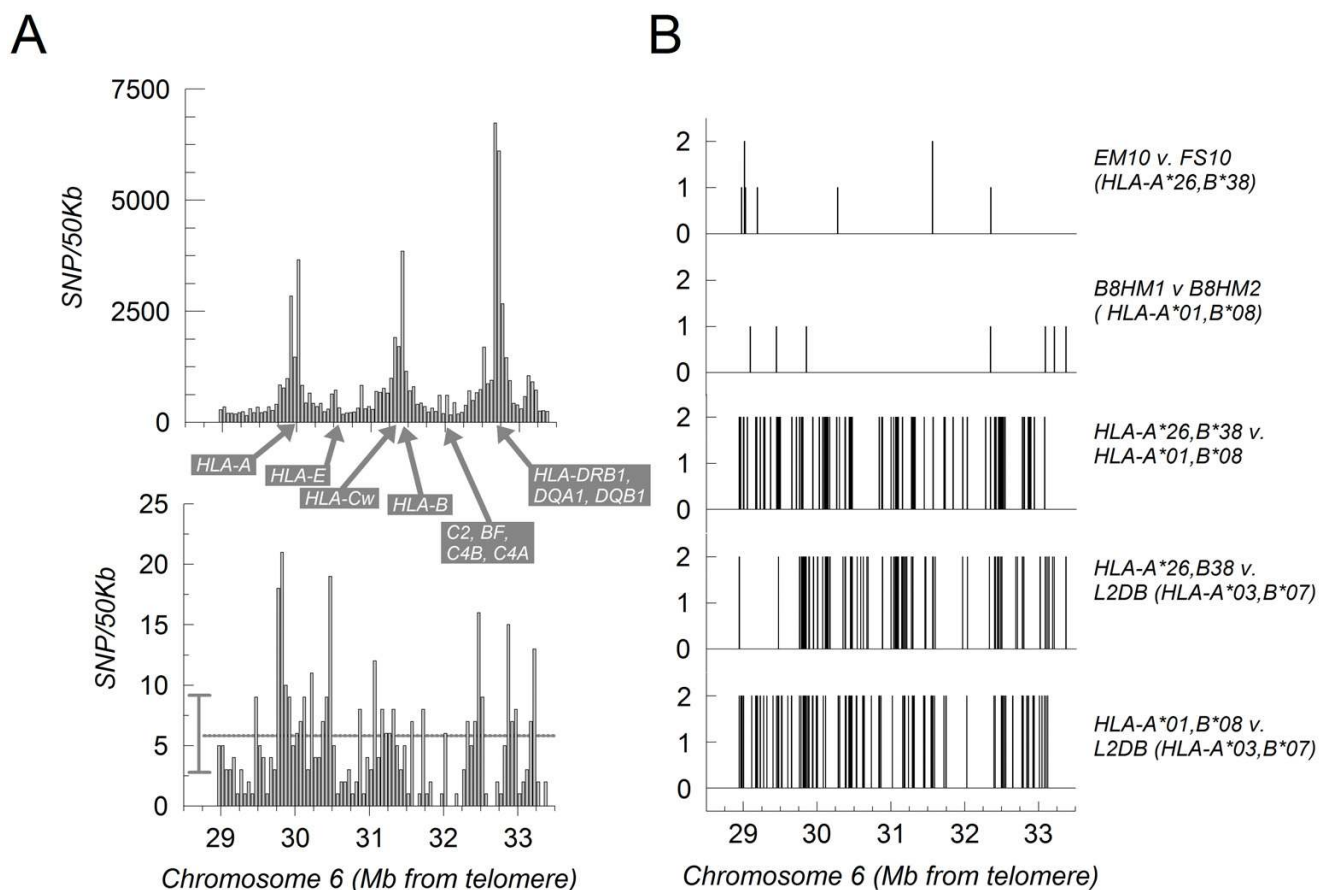 A
7500
5000
2500
0
SNP/50Kb
HLA-A
HLA-E
HLA-Cw
HLA-B
C2, BF,
C4B, C4A
HLA-DRB1,
DQA1, DQB1
25
20
15
10
5
0
SNP/50Kb
29 30 31 32 33
Chromosome 6 (Mb from telomere)
B
2
1
0
EM10 v. FS10
(HLA-A*26,B*38)
2
1
0
B8HM1 v B8HM2
( HLA-A*01,B*08)
2
1
0
HLA-A*26,B*38 v.
HLA-A*01,B*08
2
1
0
HLA-A*26,B38 v.
L2DB (HLA-A*03,B*07)
2
1
0
HLA-A*01,B*08 v.
L2DB (HLA-A*03,B*07)
29 30 31 32 33
Chromosome 6 (Mb from telomere)